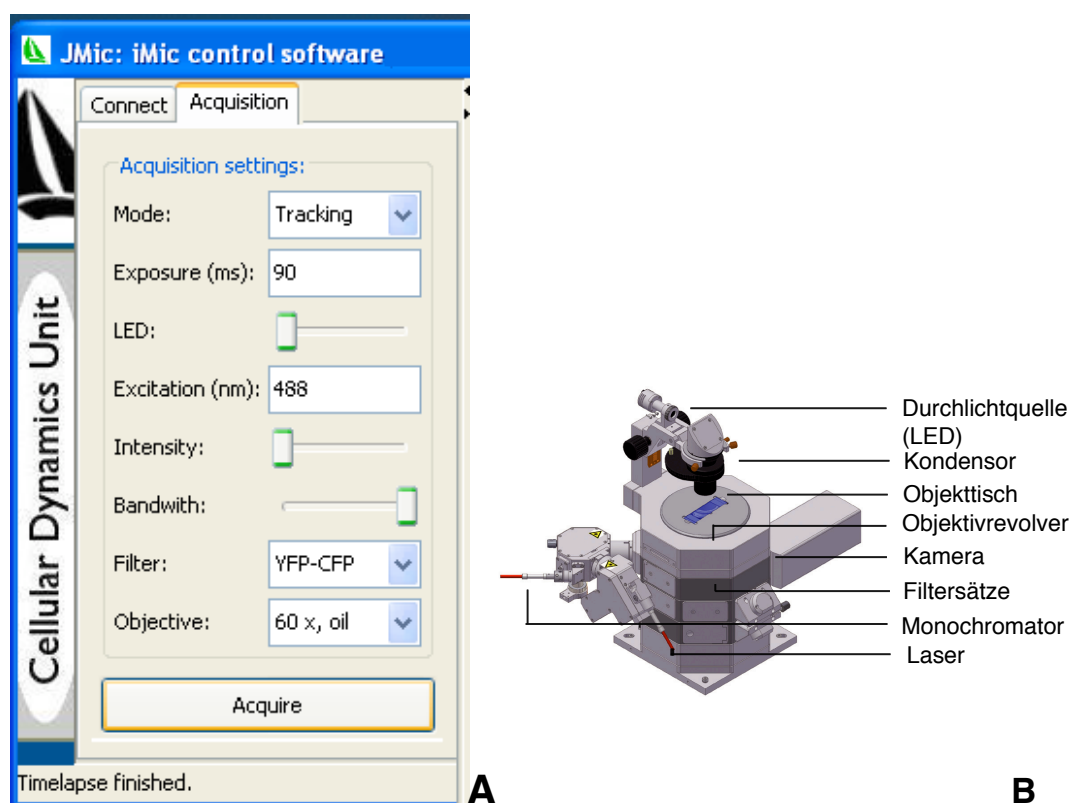 JMic: iMic control software
Connect Acquisition
Acquisition settings:
Mode: Tracking
Exposure (ms): 90
LED:
Excitation (nm): 488
Intensity:
Bandwith:
Filter: YFP-CFP
Objective: 60 x, oil
Acquire
Timelapse finished.
Cellular Dynamics Unit
A
Durchlichtquelle
(LED)
Kondensor
Objekttisch
Objektivrevolver
Kamera
Filtersätze
Monochromator
Laser
B